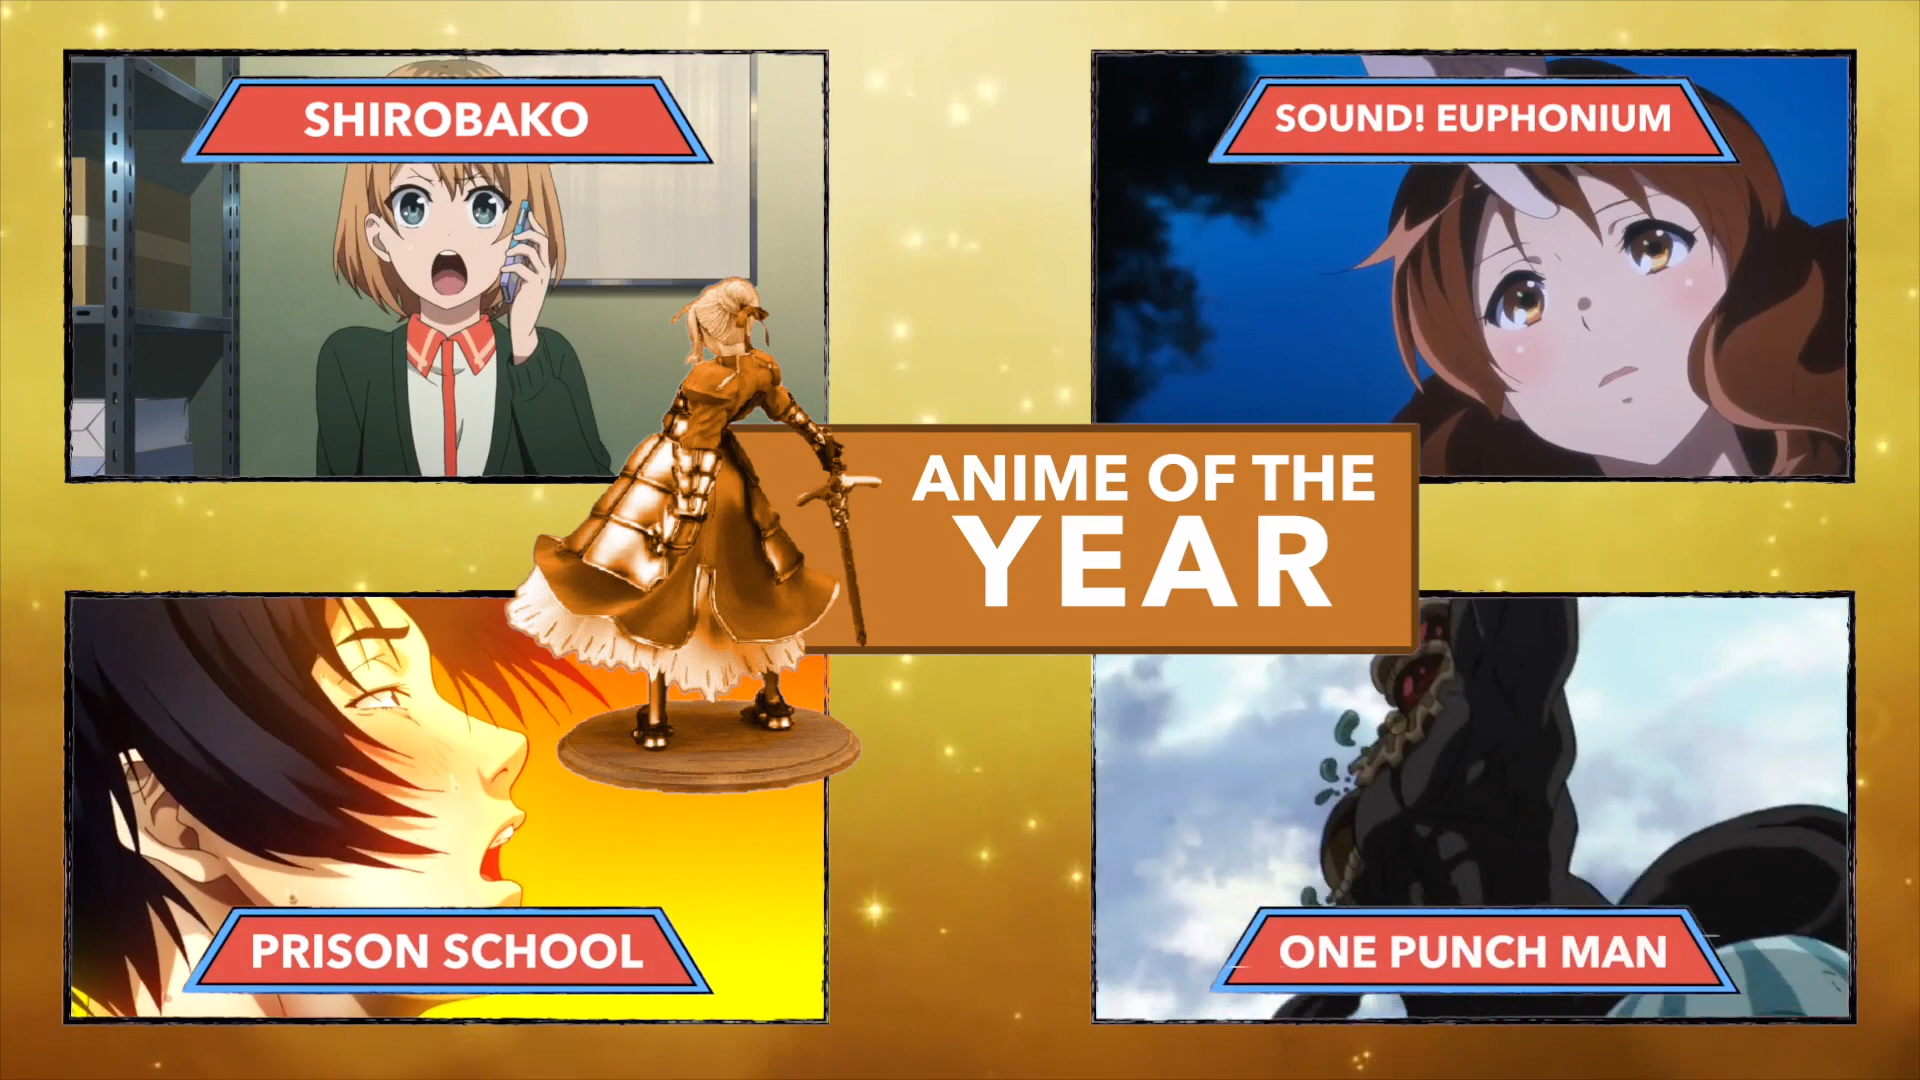 SHIROBAKO
SOUND! EUPHONIUM
ANIME OF THE
YEAR
PRISON SCHOOL
ONE PUNCH MAN